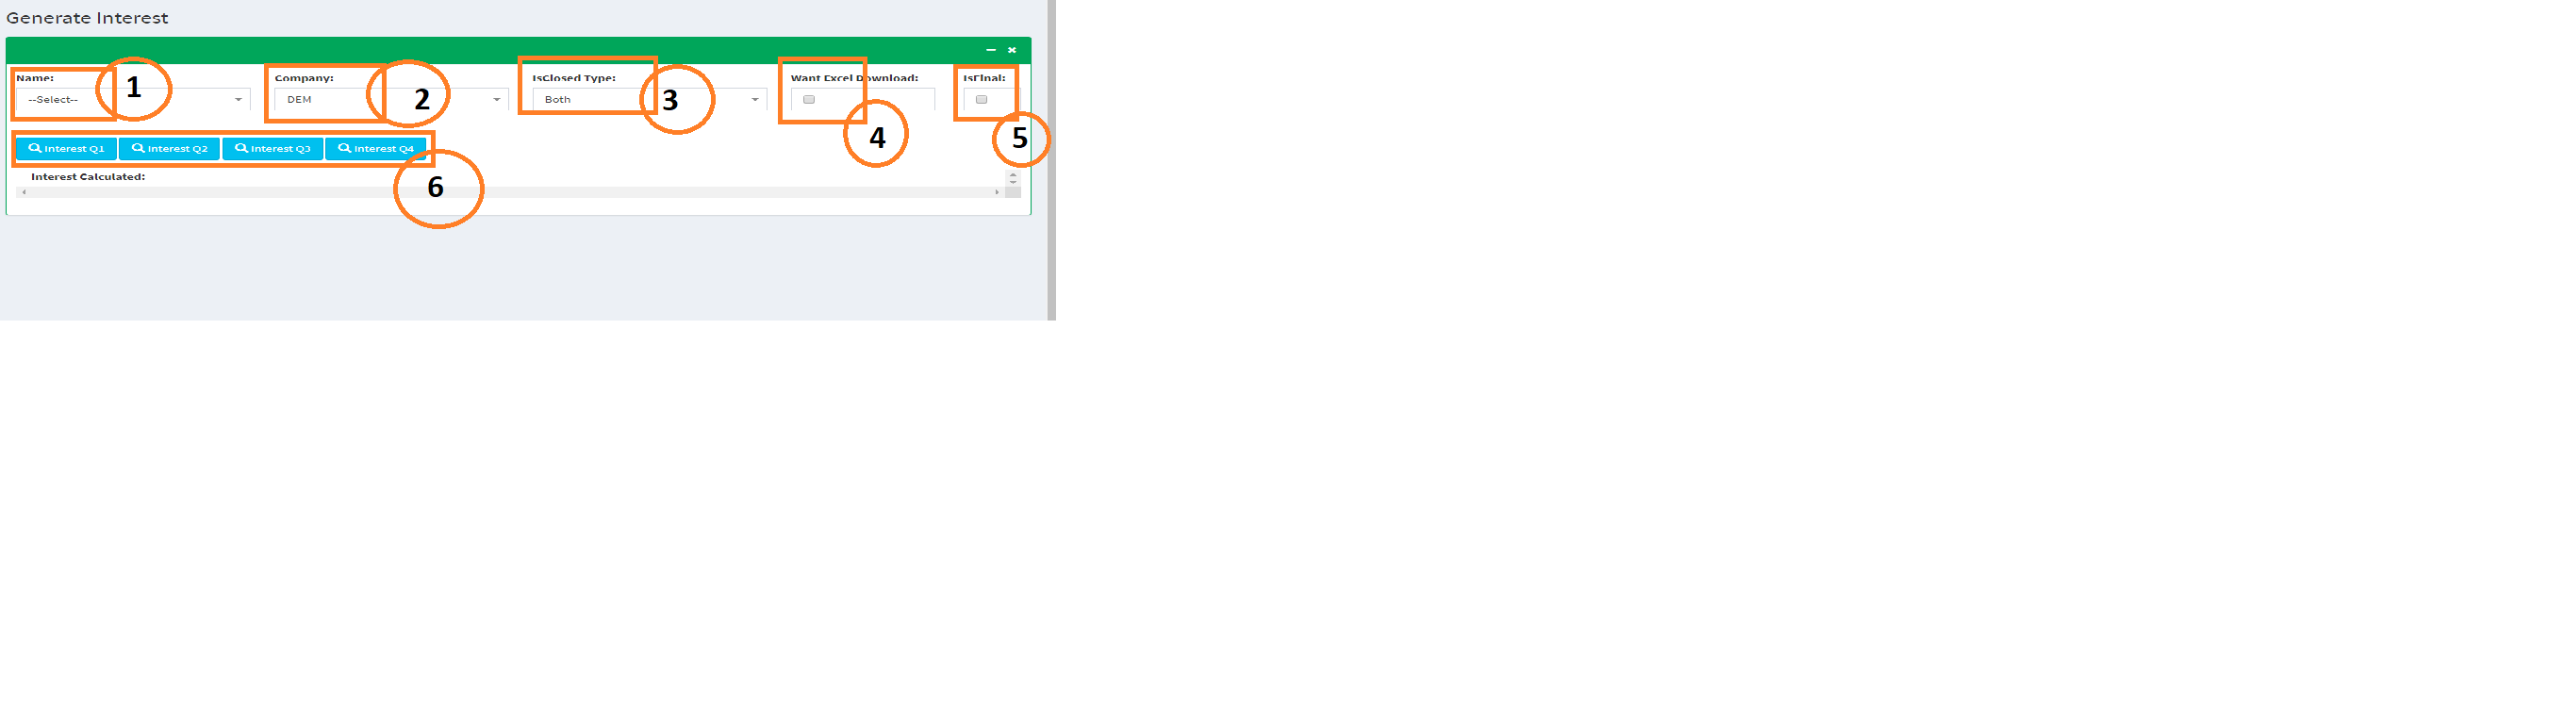 Generate Interest
Name: 1 Company: 2 IsClosed Type: 3 Want Excel Download: 4 IsFInal: 5
--Select-- DEM Both
Interest Q1 Interest Q2 Interest Q3 Interest Q4
Interest Calculated: 6